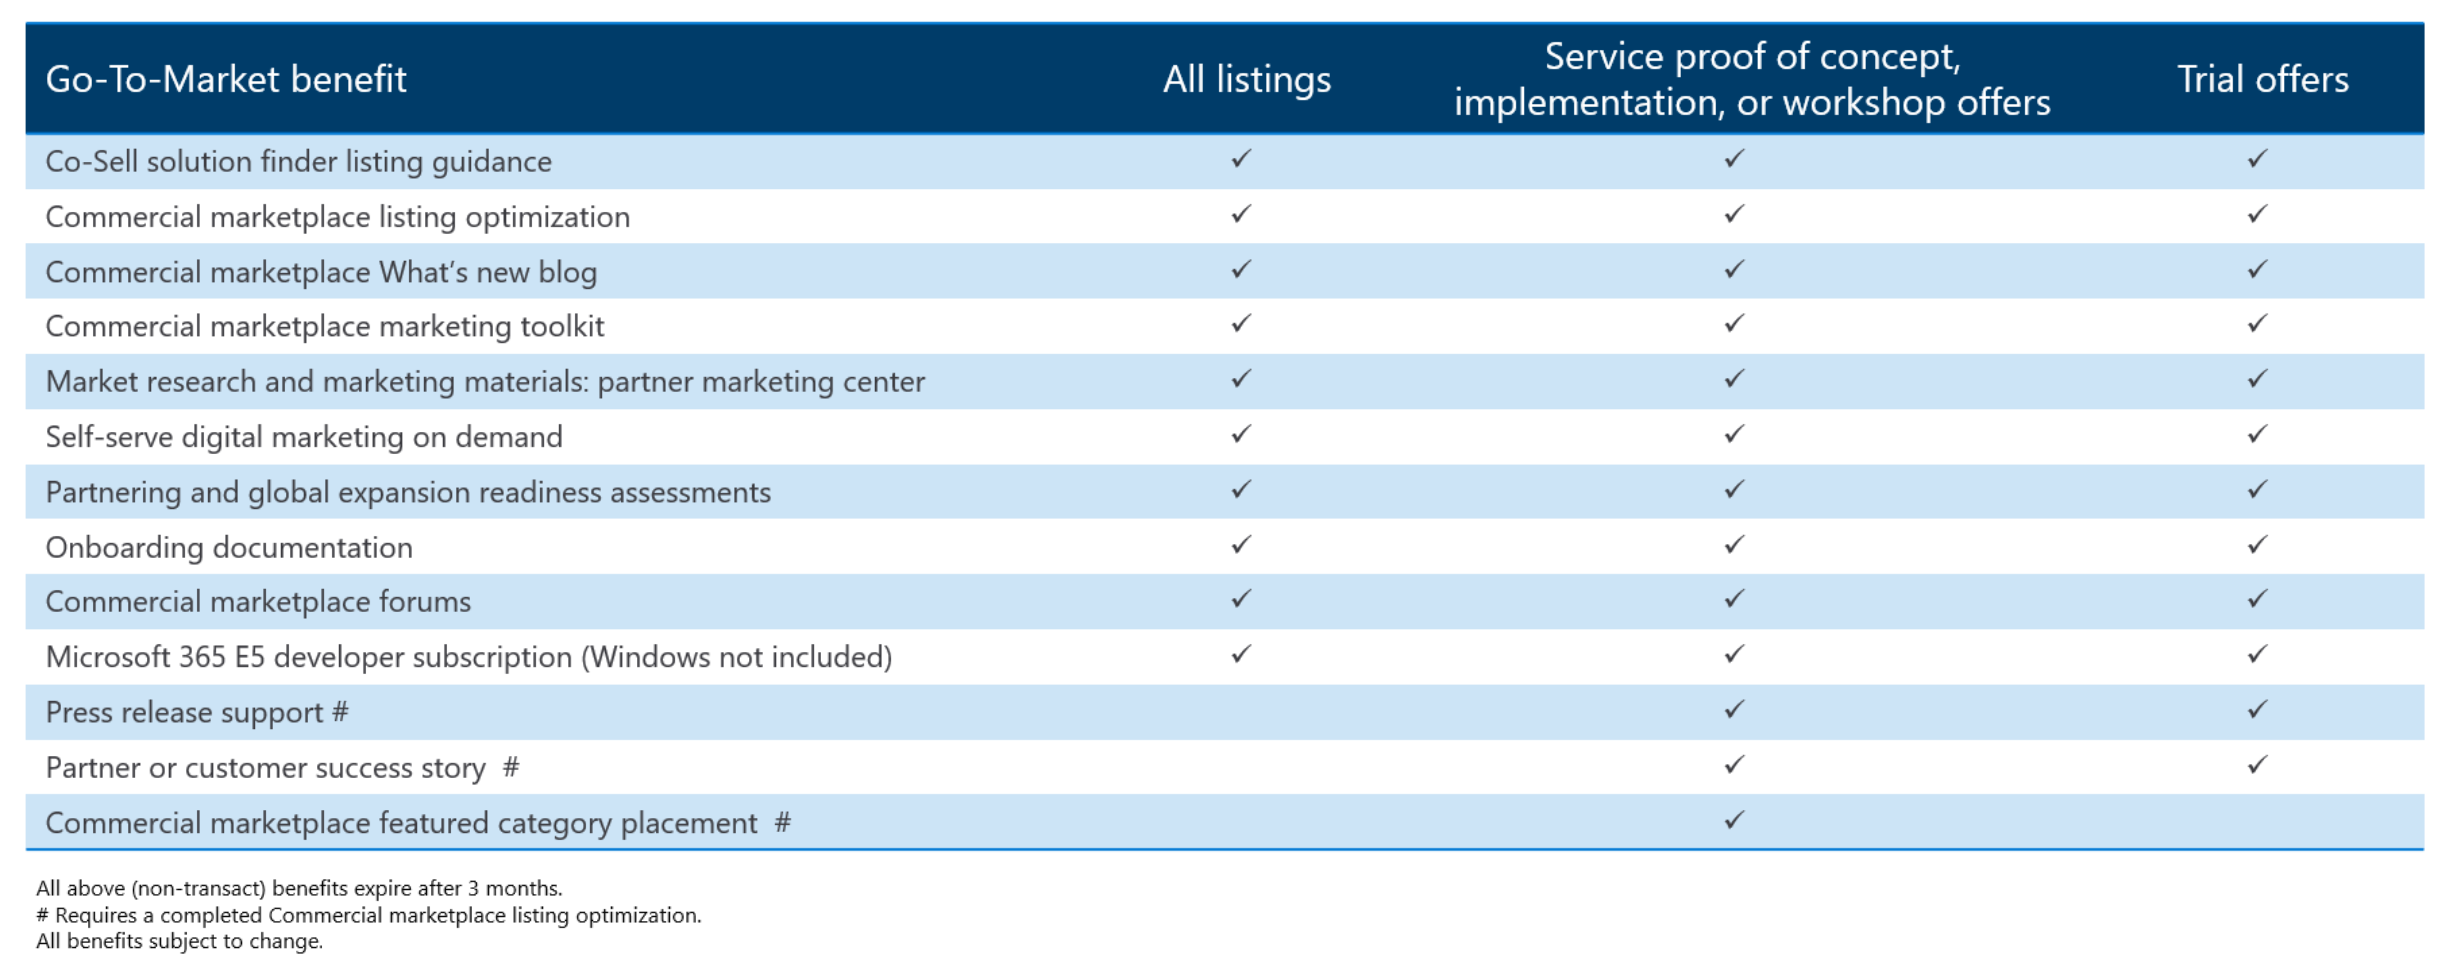 Go-To-Market benefit All listings Service proof of concept, implementation, or workshop offers Trial offers
Co-Sell solution finder listing guidance ✓ ✓ ✓
Commercial marketplace listing optimization ✓ ✓ ✓
Commercial marketplace What's new blog ✓ ✓ ✓
Commercial marketplace marketing toolkit ✓ ✓ ✓
Market research and marketing materials: partner marketing center ✓ ✓ ✓
Self-serve digital marketing on demand ✓ ✓ ✓
Partnering and global expansion readiness assessments ✓ ✓ ✓
Onboarding documentation ✓ ✓ ✓
Commercial marketplace forums ✓ ✓ ✓
Microsoft 365 E5 developer subscription (Windows not included) ✓ ✓ ✓
Press release support # ✓ ✓
Partner or customer success story # ✓ ✓
Commercial marketplace featured category placement # ✓
All above (non-transact) benefits expire after 3 months.
# Requires a completed Commercial marketplace listing optimization.
All benefits subject to change.